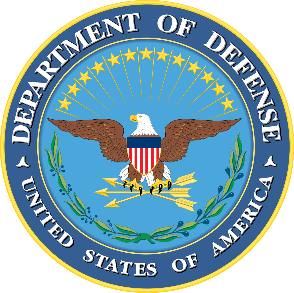 DEPARTMENT OF DEFENSE
UNITED STATES OF AMERICA